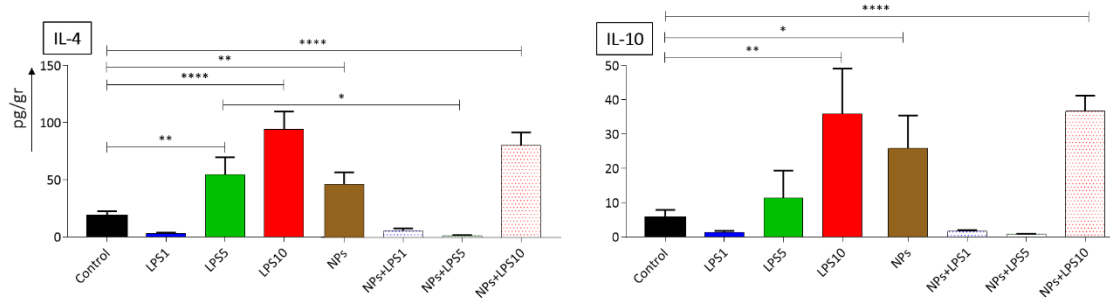 IL-4
****
**
****
*
**
pg/gr
150
100
50
0
Control
LPS1
LPS5
LPS10
NPs
NPs+LPS1
NPs+LPS5
NPs+LPS10
IL-10
****
*
**
50
40
30
20
10
0
Control
LPS1
LPS5
LPS10
NPs
NPs+LPS1
NPs+LPS5
NPs+LPS10